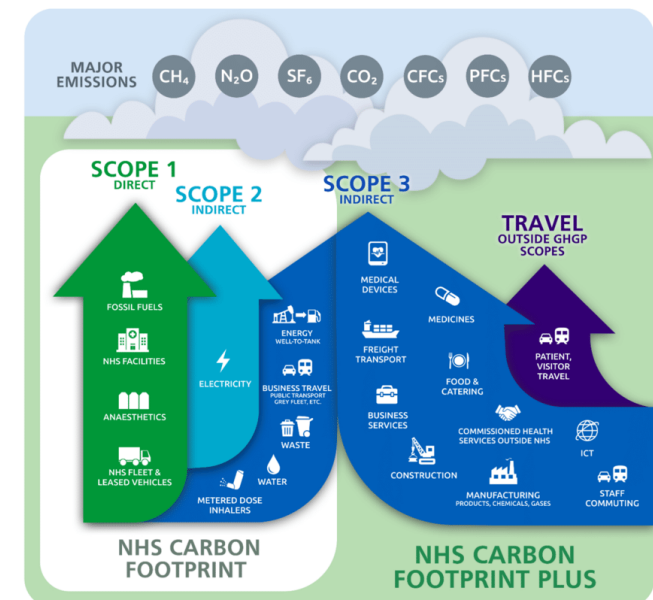 MAJOR
EMISSIONS
CH₄
N₂O
SF₆
CO₂
CFCs
PFCs
HFCs
SCOPE 1
DIRECT
SCOPE 2
INDIRECT
SCOPE 3
INDIRECT
TRAVEL
OUTSIDE GHGP
SCOPES
FOSSIL FUELS
NHS FACILITIES
ANAESTHETICS
NHS FLEET &
LEASED VEHICLES
ELECTRICITY
ENERGY
WELL-TO-TANK
BUSINESS TRAVEL
PUBLIC TRANSPORT
GREY FLEET, ETC.
WASTE
WATER
METERED DOSE
INHALERS
MEDICAL
DEVICES
MEDICINES
FREIGHT
TRANSPORT
FOOD &
CATERING
BUSINESS
SERVICES
COMMISSIONED HEALTH
SERVICES OUTSIDE NHS
CONSTRUCTION
MANUFACTURING
PRODUCTS, CHEMICALS, GASES
ICT
STAFF
COMMUTING
PATIENT,
VISITOR
TRAVEL
NHS CARBON
FOOTPRINT
NHS CARBON
FOOTPRINT PLUS